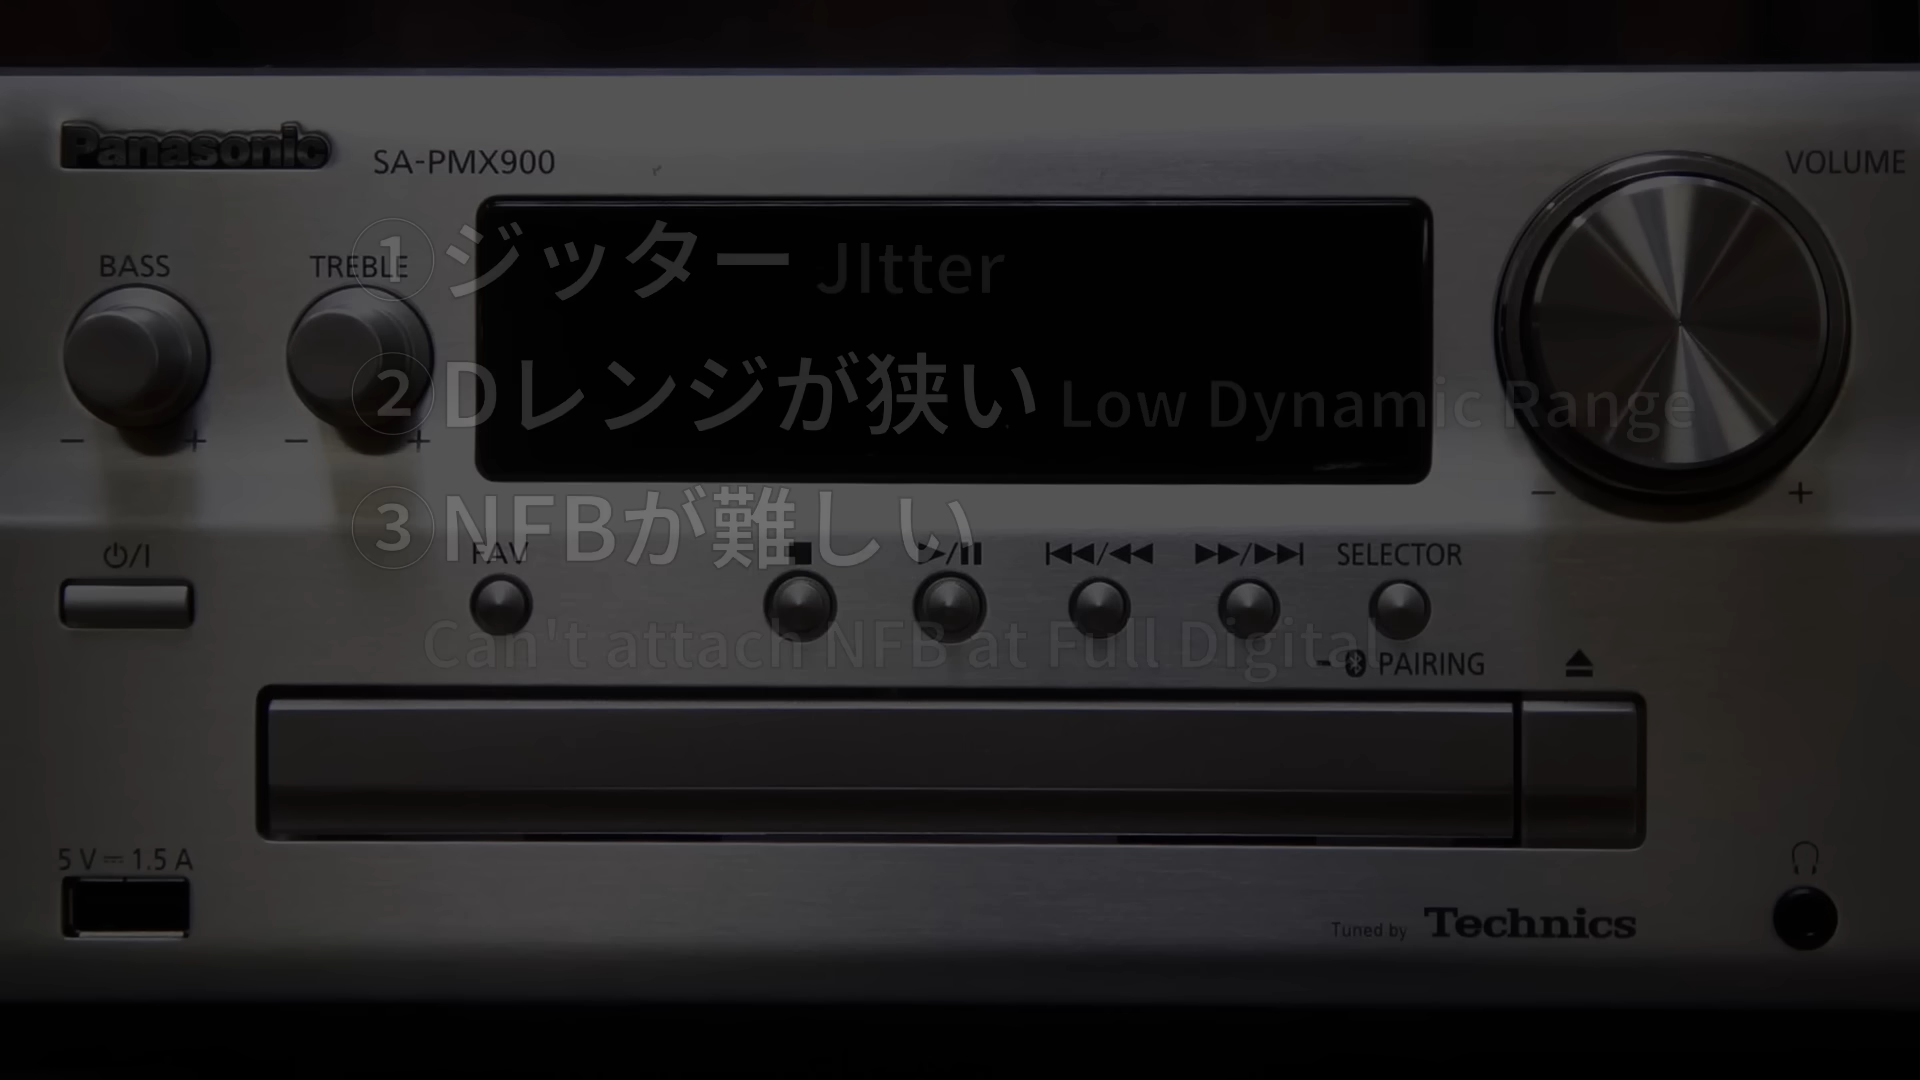 Panasonic
SA-PMX900
VOLUME
BASS
TREBLE
①ジッター JItter
②Dレンジが狭い Low Dynamic Range
- +
- +
- +
③NFBが難しい
⏻/I
FAV
■
▶/⏸
⏮/◀◀
▶▶/⏭
SELECTOR
Can't attach NFB at Full Digital
- PAIRING
⏏
5 V ⎓ 1.5 A
Tuned by Technics